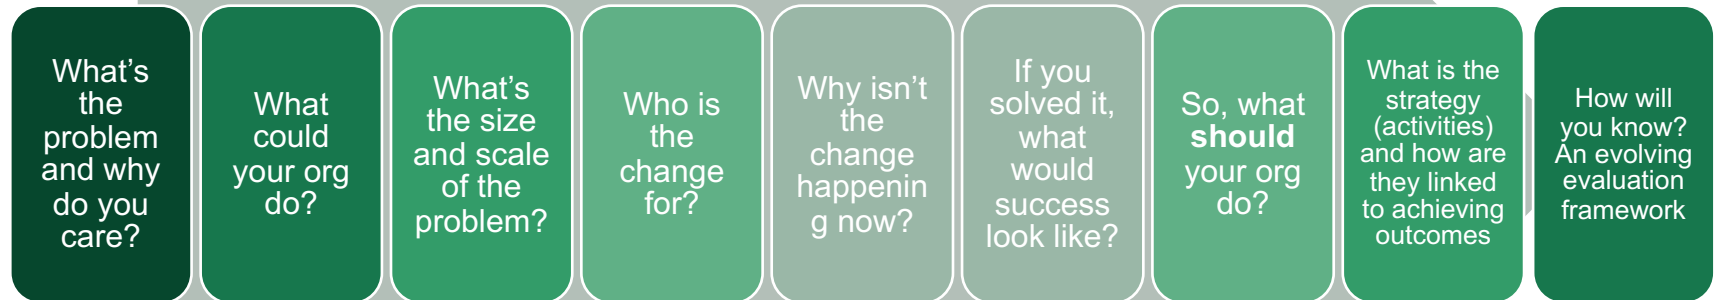 What's
the
problem
and why
do you
care?
What
could
your org
do?
What's
the size
and scale
of the
problem?
Who is
the
change
for?
Why isn't
the
change
happenin
g now?
If you
solved it,
what
would
success
look like?
So, what
should
your org
do?
What is the
strategy
(activities)
and how are
they linked
to achieving
outcomes
How will
you know?
An evolving
evaluation
framework